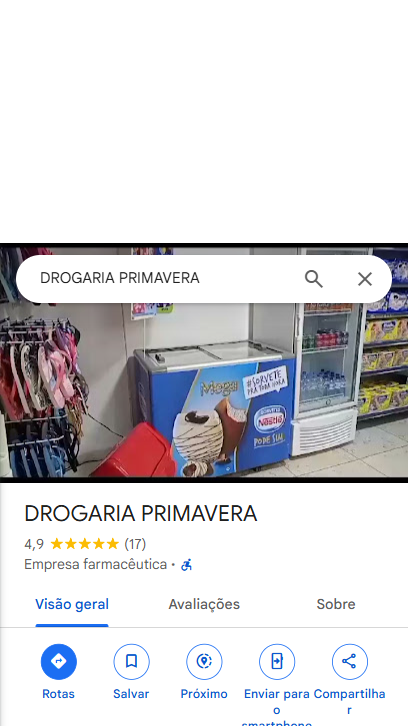 DROGARIA PRIMAVERA
Mega
#SORVETE
PRA TODA HORA
SORVETES
Nestlé
PODE SIM
DROGARIA PRIMAVERA
4,9 (17)
Empresa farmacêutica ·
Visão geral Avaliações Sobre
Rotas Salvar Próximo Enviar para o smartphone Compartilhar